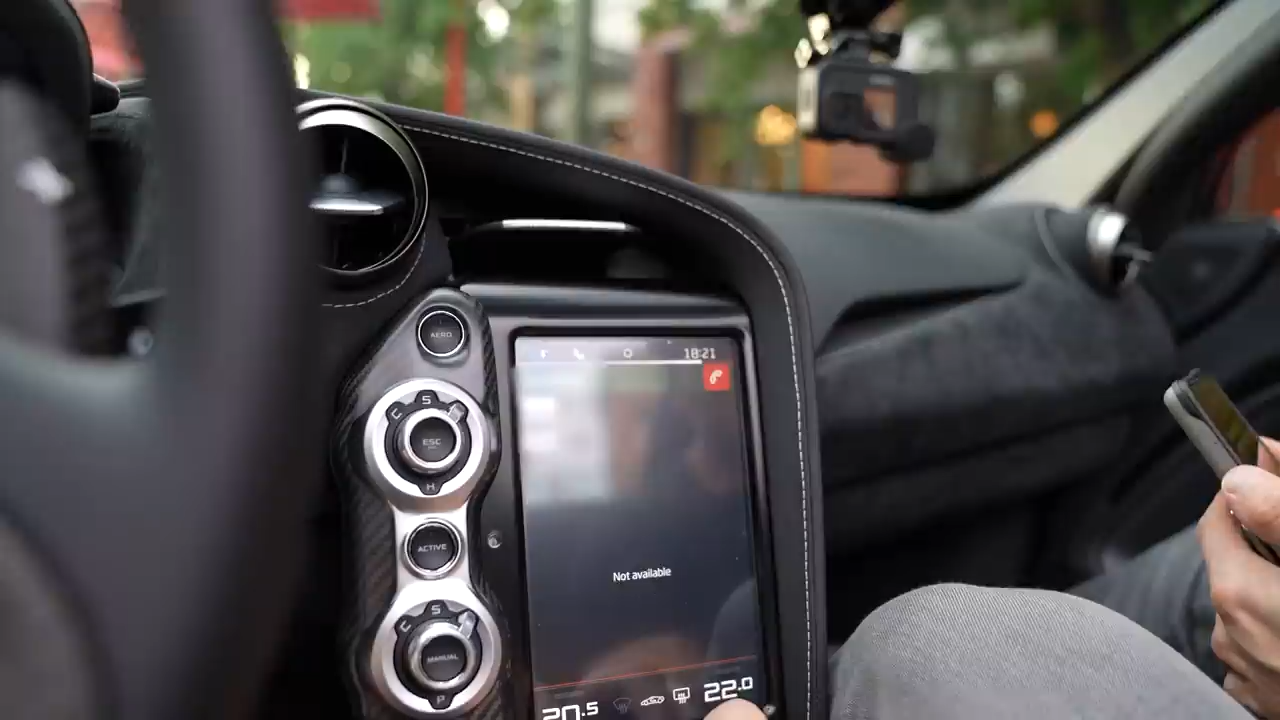 18:21
AERO
C S
ESC
H
ACTIVE
Not available
C S
MANUAL
P
20.5
22.0